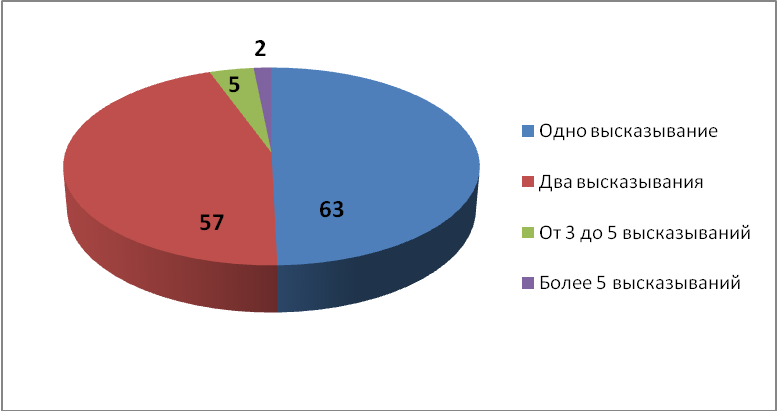 2
5
63
57
Одно высказывание
Два высказывания
От 3 до 5 высказываний
Более 5 высказываний